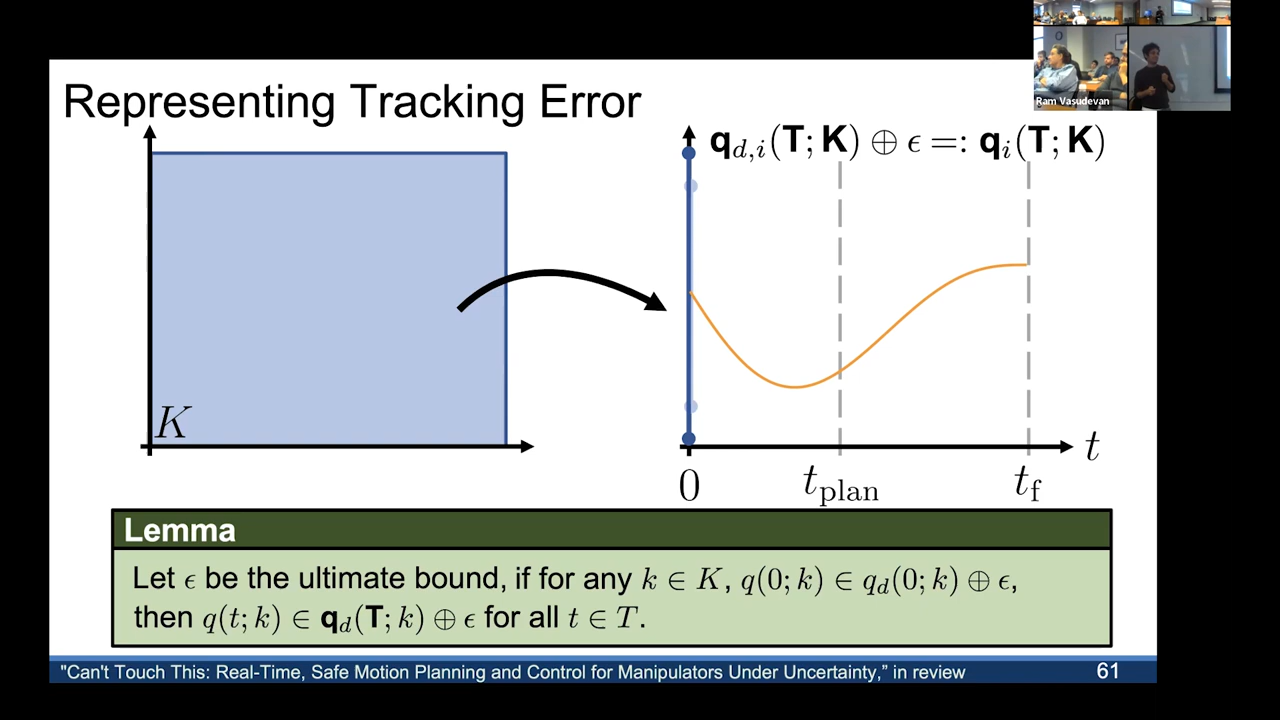 Representing Tracking Error
Ram Vasudevan
𝐪_{d,i}(𝐓; 𝐊) ⊕ ϵ =: 𝐪_i(𝐓; 𝐊)
K
t
0
t_plan
t_f
Lemma
Let ϵ be the ultimate bound, if for any k ∈ K, q(0; k) ∈ q_d(0; k) ⊕ ϵ,
then q(t; k) ∈ 𝐪_d(𝐓; k) ⊕ ϵ for all t ∈ T.
"Can't Touch This: Real-Time, Safe Motion Planning and Control for Manipulators Under Uncertainty," in review
61